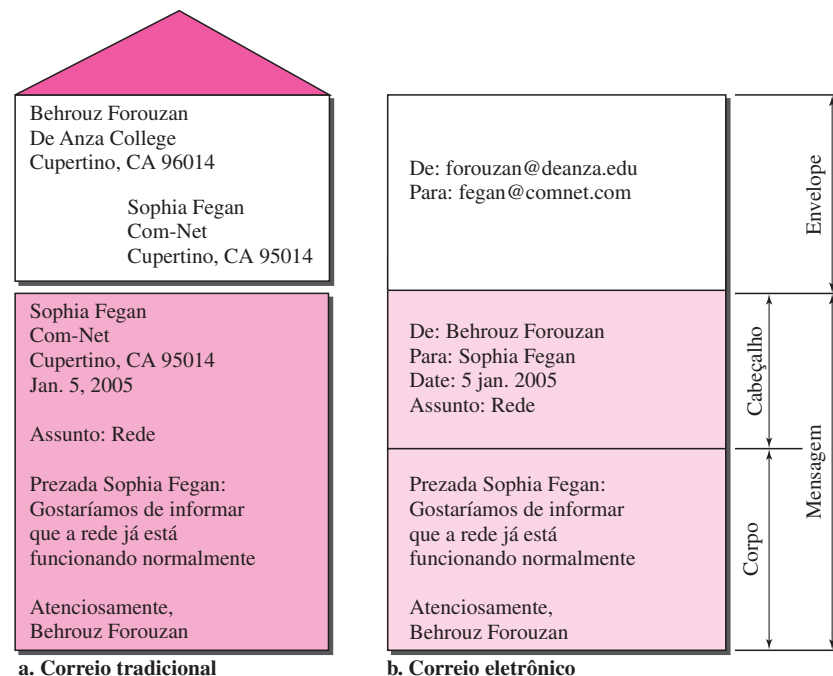 Behrouz Forouzan
De Anza College
Cupertino, CA 96014
Sophia Fegan
Com-Net
Cupertino, CA 95014
Sophia Fegan
Com-Net
Cupertino, CA 95014
Jan. 5, 2005
Assunto: Rede
Prezada Sophia Fegan:
Gostaríamos de informar
que a rede já está
funcionando normalmente
Atenciosamente,
Behrouz Forouzan
a. Correio tradicional
De: forouzan@deanza.edu
Para: fegan@comnet.com
De: Behrouz Forouzan
Para: Sophia Fegan
Date: 5 jan. 2005
Assunto: Rede
Prezada Sophia Fegan:
Gostaríamos de informar
que a rede já está
funcionando normalmente
Atenciosamente,
Behrouz Forouzan
b. Correio eletrônico
Envelope
Cabeçalho
Corpo
Mensagem